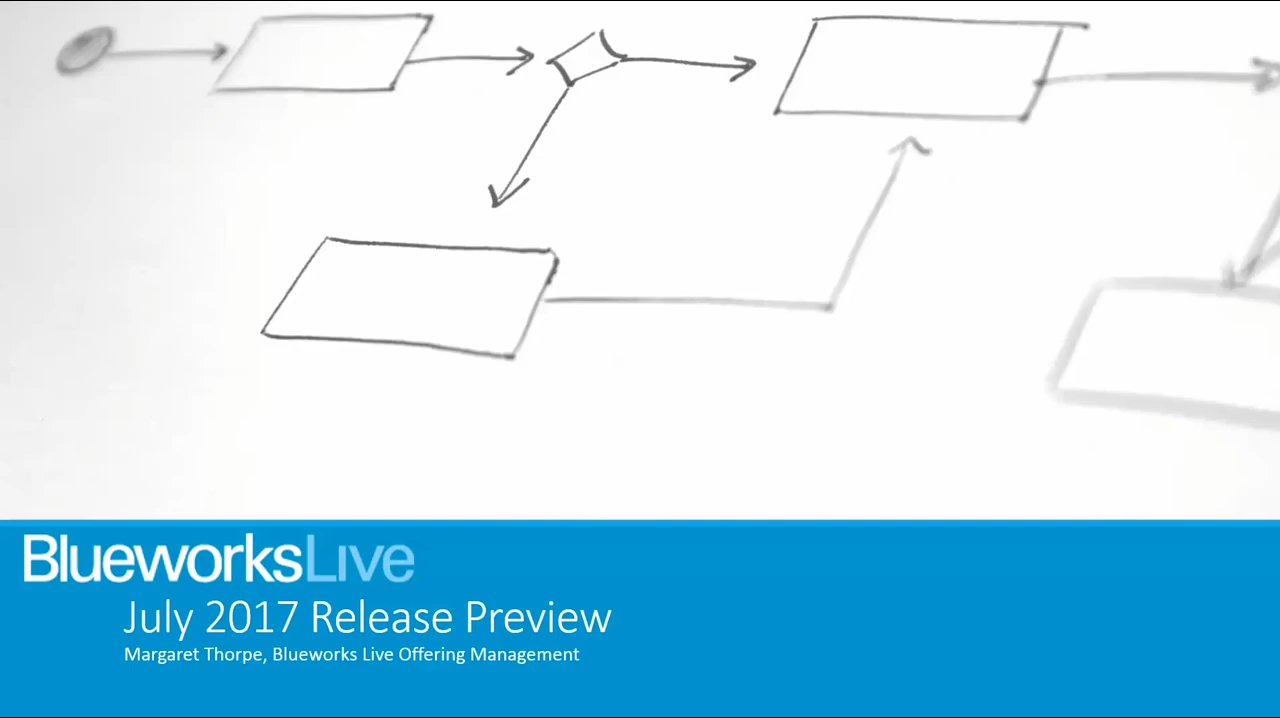 BlueworksLive
July 2017 Release Preview
Margaret Thorpe, Blueworks Live Offering Management